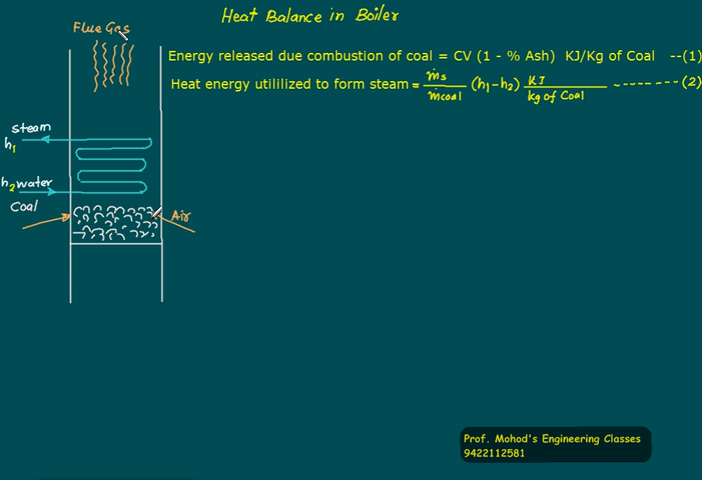 Heat Balance in Boiler
Flue Gas
Energy released due combustion of coal = CV (1 - % Ash) KJ/Kg of Coal --(1)
Heat energy utililized to form steam = ṁs/ṁcoal (h1-h2) KJ/kg of Coal --------(2)
steam
h1
h2 water
Coal
Air
Prof. Mohod's Engineering Classes
9422112581